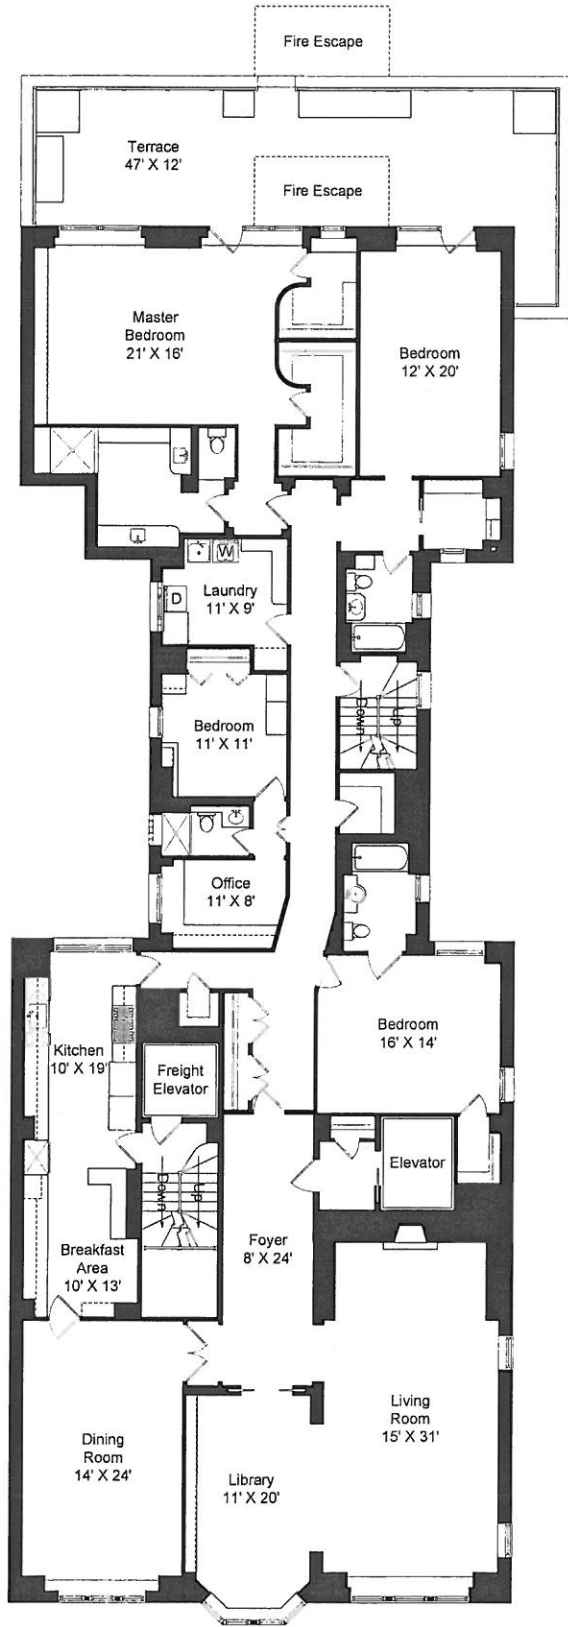 Fire Escape
Terrace
47' X 12'
Fire Escape
Master
Bedroom
21' X 16'
Bedroom
12' X 20'
W
Laundry
11' X 9'
D
Bedroom
11' X 11'
Down
Up
Office
11' X 8'
Kitchen
10' X 19'
Freight
Elevator
Bedroom
16' X 14'
Elevator
Down
Up
Foyer
8' X 24'
Breakfast
Area
10' X 13'
Living
Room
15' X 31'
Dining
Room
14' X 24'
Library
11' X 20'